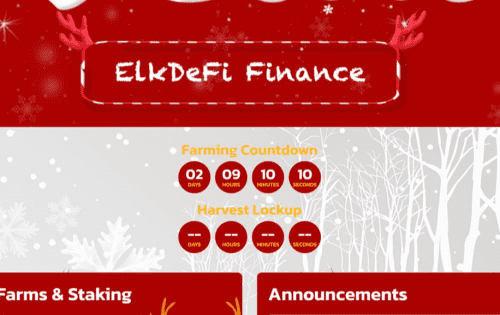 ElkDeFi Finance
Farming Countdown
02 09 10 10
DAYS HOURS MINUTES SECONDS
Harvest Lockup
-- -- -- --
DAYS HOURS MINUTES SECONDS
Farms & Staking Announcements